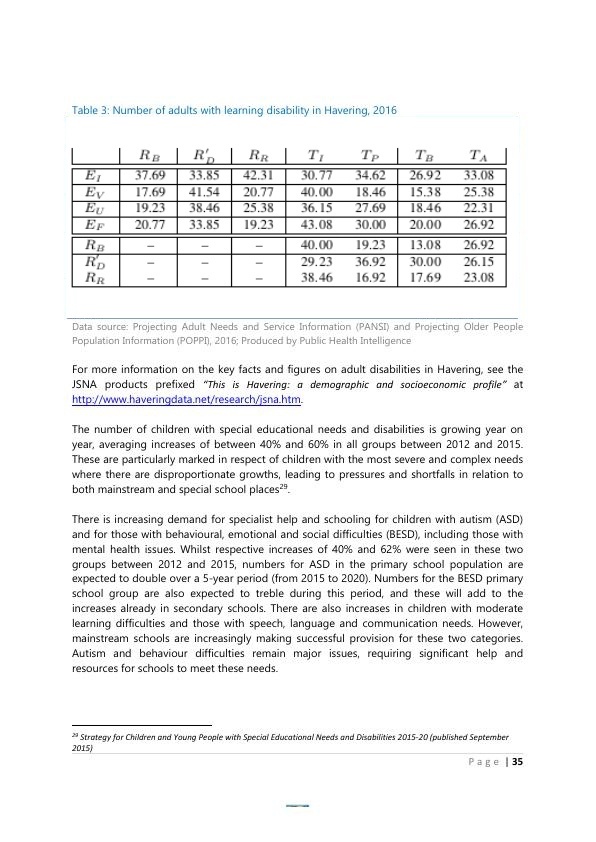 Table 3: Number of adults with learning disability in Havering, 2016
R_B R'_D R_R T_I T_P T_B T_A
E_I 37.69 33.85 42.31 30.77 34.62 26.92 33.08
E_V 17.69 41.54 20.77 40.00 18.46 15.38 25.38
E_U 19.23 38.46 25.38 36.15 27.69 18.46 22.31
E_F 20.77 33.85 19.23 43.08 30.00 20.00 26.92
R_B – – – 40.00 19.23 13.08 26.92
R'_D – – – 29.23 36.92 30.00 26.15
R_R – – – 38.46 16.92 17.69 23.08
Data source: Projecting Adult Needs and Service Information (PANSI) and Projecting Older People
Population Information (POPPI), 2016; Produced by Public Health Intelligence
For more information on the key facts and figures on adult disabilities in Havering, see the
JSNA products prefixed “This is Havering: a demographic and socioeconomic profile” at
http://www.haveringdata.net/research/jsna.htm.
The number of children with special educational needs and disabilities is growing year on
year, averaging increases of between 40% and 60% in all groups between 2012 and 2015.
These are particularly marked in respect of children with the most severe and complex needs
where there are disproportionate growths, leading to pressures and shortfalls in relation to
both mainstream and special school places29.
There is increasing demand for specialist help and schooling for children with autism (ASD)
and for those with behavioural, emotional and social difficulties (BESD), including those with
mental health issues. Whilst respective increases of 40% and 62% were seen in these two
groups between 2012 and 2015, numbers for ASD in the primary school population are
expected to double over a 5-year period (from 2015 to 2020). Numbers for the BESD primary
school group are also expected to treble during this period, and these will add to the
increases already in secondary schools. There are also increases in children with moderate
learning difficulties and those with speech, language and communication needs. However,
mainstream schools are increasingly making successful provision for these two categories.
Autism and behaviour difficulties remain major issues, requiring significant help and
resources for schools to meet these needs.
29 Strategy for Children and Young People with Special Educational Needs and Disabilities 2015-20 (published September
2015)
Page | 35